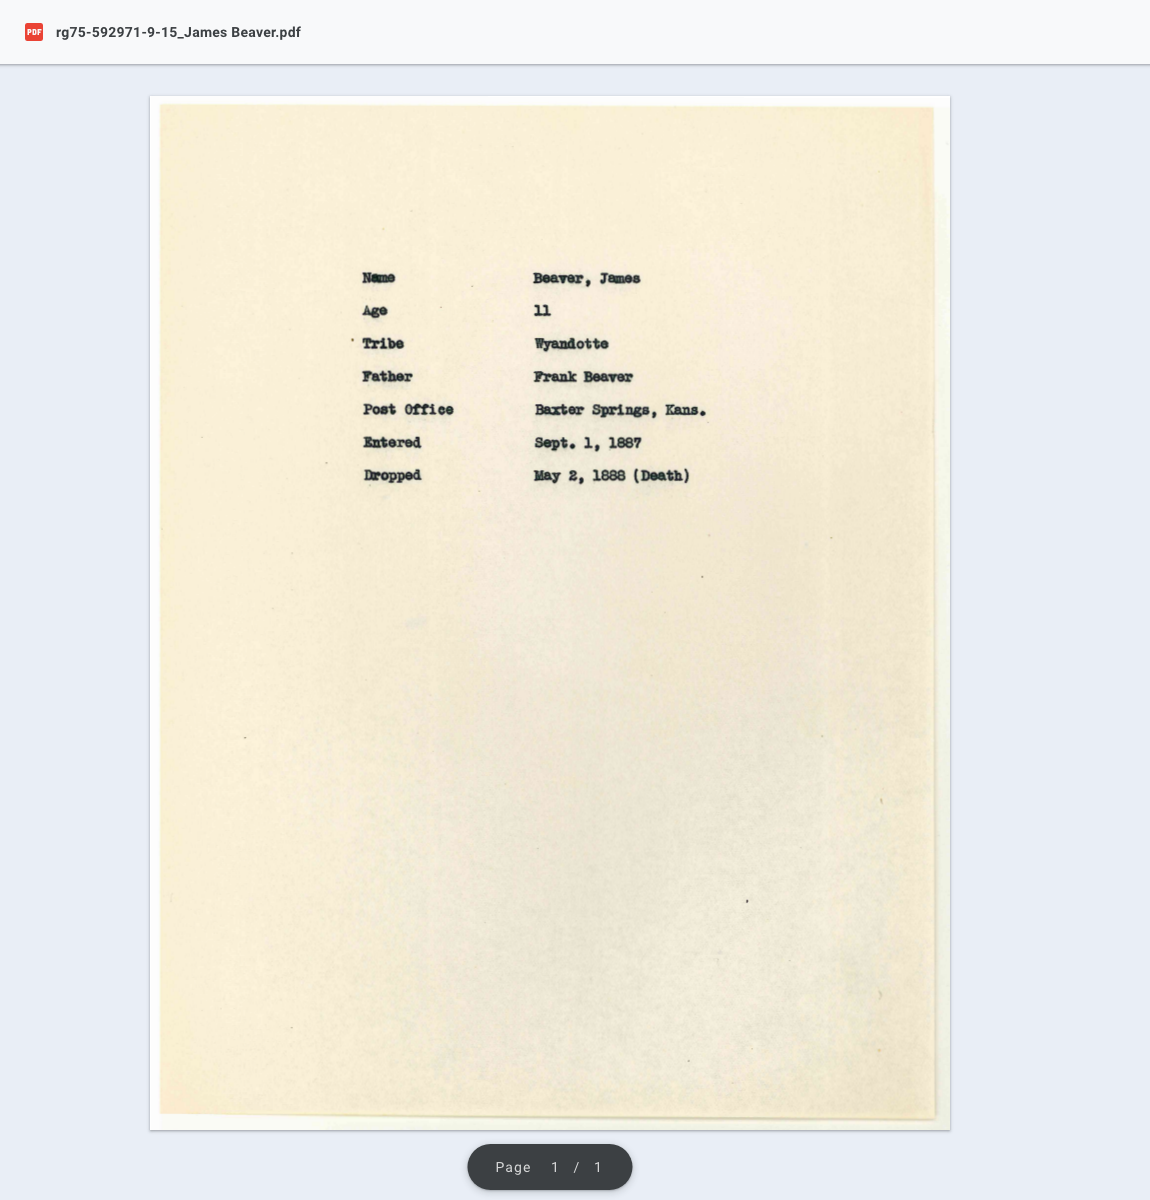 PDF rg75-592971-9-15_James Beaver.pdf
Name Beaver, James
Age 11
Tribe Wyandotte
Father Frank Beaver
Post Office Baxter Springs, Kans.
Entered Sept. 1, 1887
Dropped May 2, 1888 (Death)
Page 1 / 1